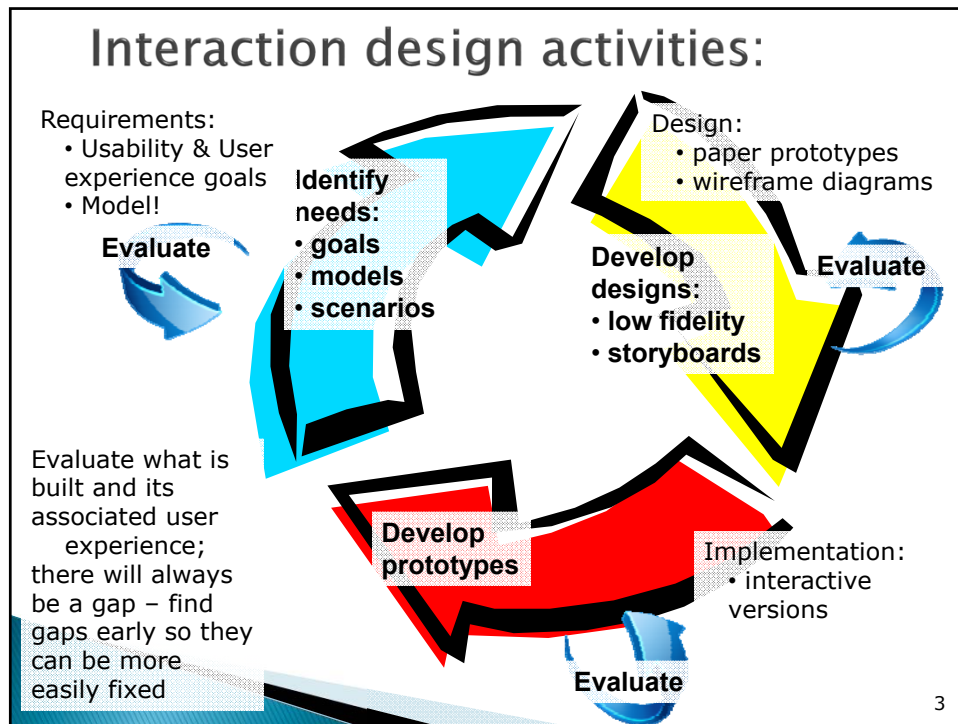 Interaction design activities:
Requirements:
• Usability & User
experience goals
• Model!
Evaluate
Identify
needs:
• goals
• models
• scenarios
Design:
• paper prototypes
• wireframe diagrams
Develop
designs:
• low fidelity
• storyboards
Evaluate
Evaluate what is
built and its
associated user
experience;
there will always
be a gap – find
gaps early so they
can be more
easily fixed
Develop
prototypes
Implementation:
• interactive
versions
Evaluate
3